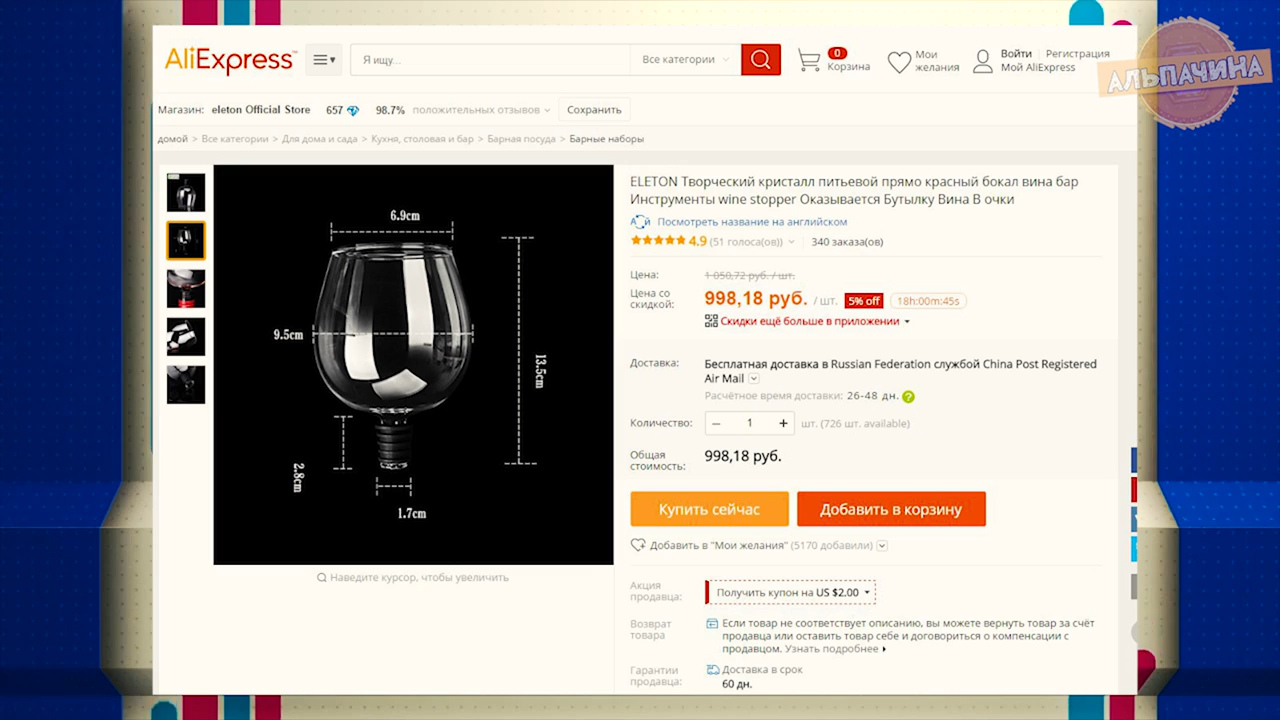 АЛЬПАЧИНА
AliExpress™
Я ищу...
Все категории
0
Корзина
Мои
желания
Войти | Регистрация
Мой AliExpress
Магазин: eleton Official Store 657 98.7% положительных отзывов Сохранить
домой > Все категории > Для дома и сада > Кухня, столовая и бар > Барная посуда > Барные наборы
6.9cm
9.5cm
13.5cm
2.8cm
1.7cm
Наведите курсор, чтобы увеличить
ELETON Творческий кристалл питьевой прямо красный бокал вина бар
Инструменты wine stopper Оказывается Бутылку Вина В очки
Посмотреть название на английском
4.9 (51 голоса(ов)) 340 заказа(ов)
Цена: 1 050,72 руб. / шт.
Цена со
скидкой:
998,18 руб. / шт. 5% off 18h:00m:45s
Скидки ещё больше в приложении
Доставка: Бесплатная доставка в Russian Federation службой China Post Registered
Air Mail
Расчётное время доставки: 26-48 дн. ?
Количество: – 1 + шт. (726 шт. available)
Общая
стоимость:
998,18 руб.
Купить сейчас
Добавить в корзину
Добавить в "Мои желания" (5170 добавили)
Акция
продавца:
Получить купон на US $2.00
Возврат
товара
Если товар не соответствует описанию, вы можете вернуть товар за счёт
продавца или оставить товар себе и договориться о компенсации с
продавцом. Узнать подробнее
Гарантии
продавца:
Доставка в срок
60 дн.